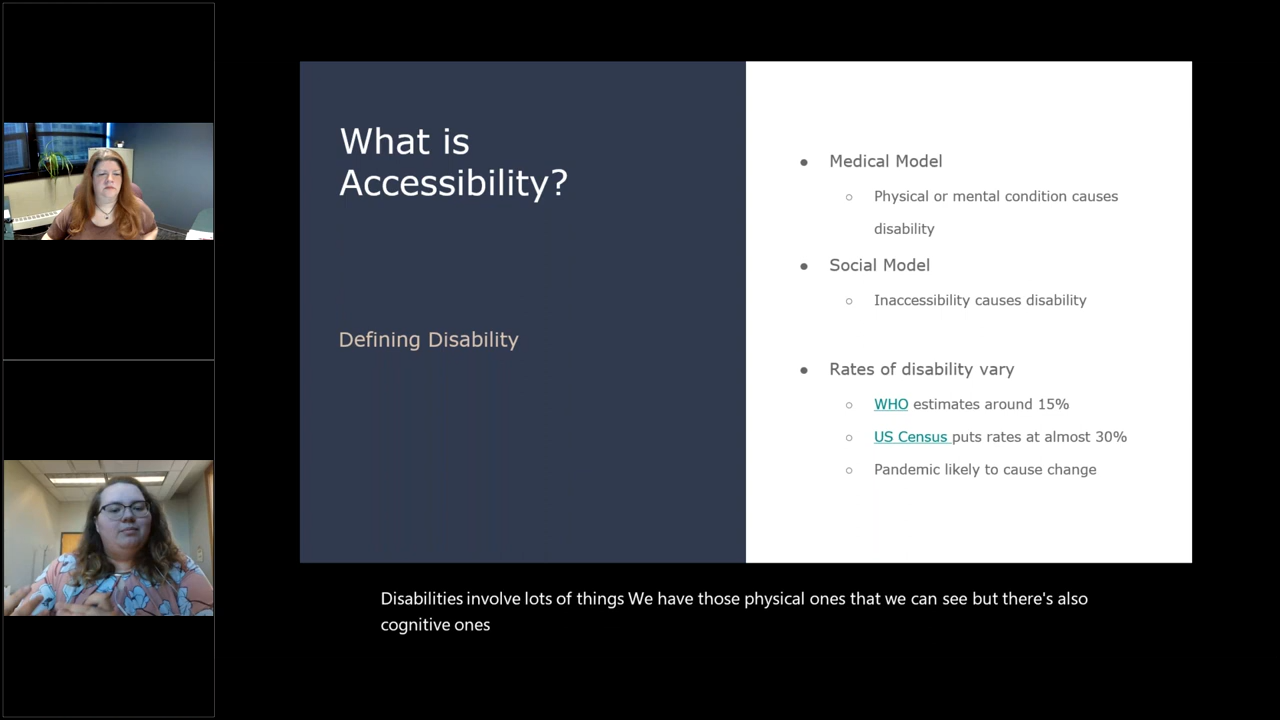 What is
Accessibility?
Defining Disability
● Medical Model
○ Physical or mental condition causes
disability
● Social Model
○ Inaccessibility causes disability
● Rates of disability vary
○ WHO estimates around 15%
○ US Census puts rates at almost 30%
○ Pandemic likely to cause change
Disabilities involve lots of things We have those physical ones that we can see but there's also
cognitive ones